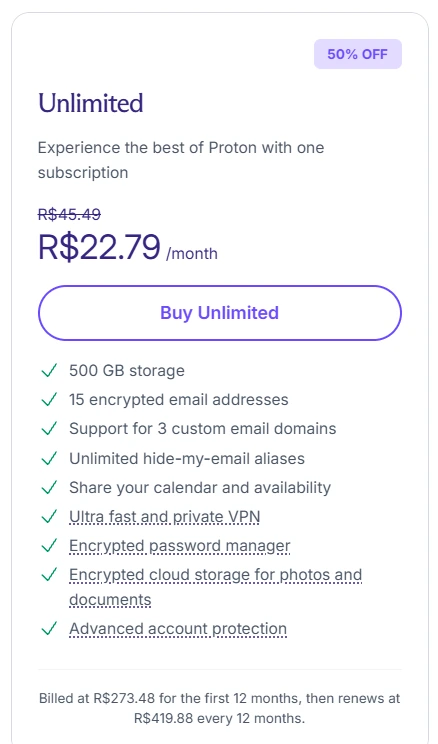 50% OFF
Unlimited
Experience the best of Proton with one
subscription
R$45.49
R$22.79 /month
Buy Unlimited
500 GB storage
15 encrypted email addresses
Support for 3 custom email domains
Unlimited hide-my-email aliases
Share your calendar and availability
Ultra fast and private VPN
Encrypted password manager
Encrypted cloud storage for photos and
documents
Advanced account protection
Billed at R$273.48 for the first 12 months, then renews at
R$419.88 every 12 months.